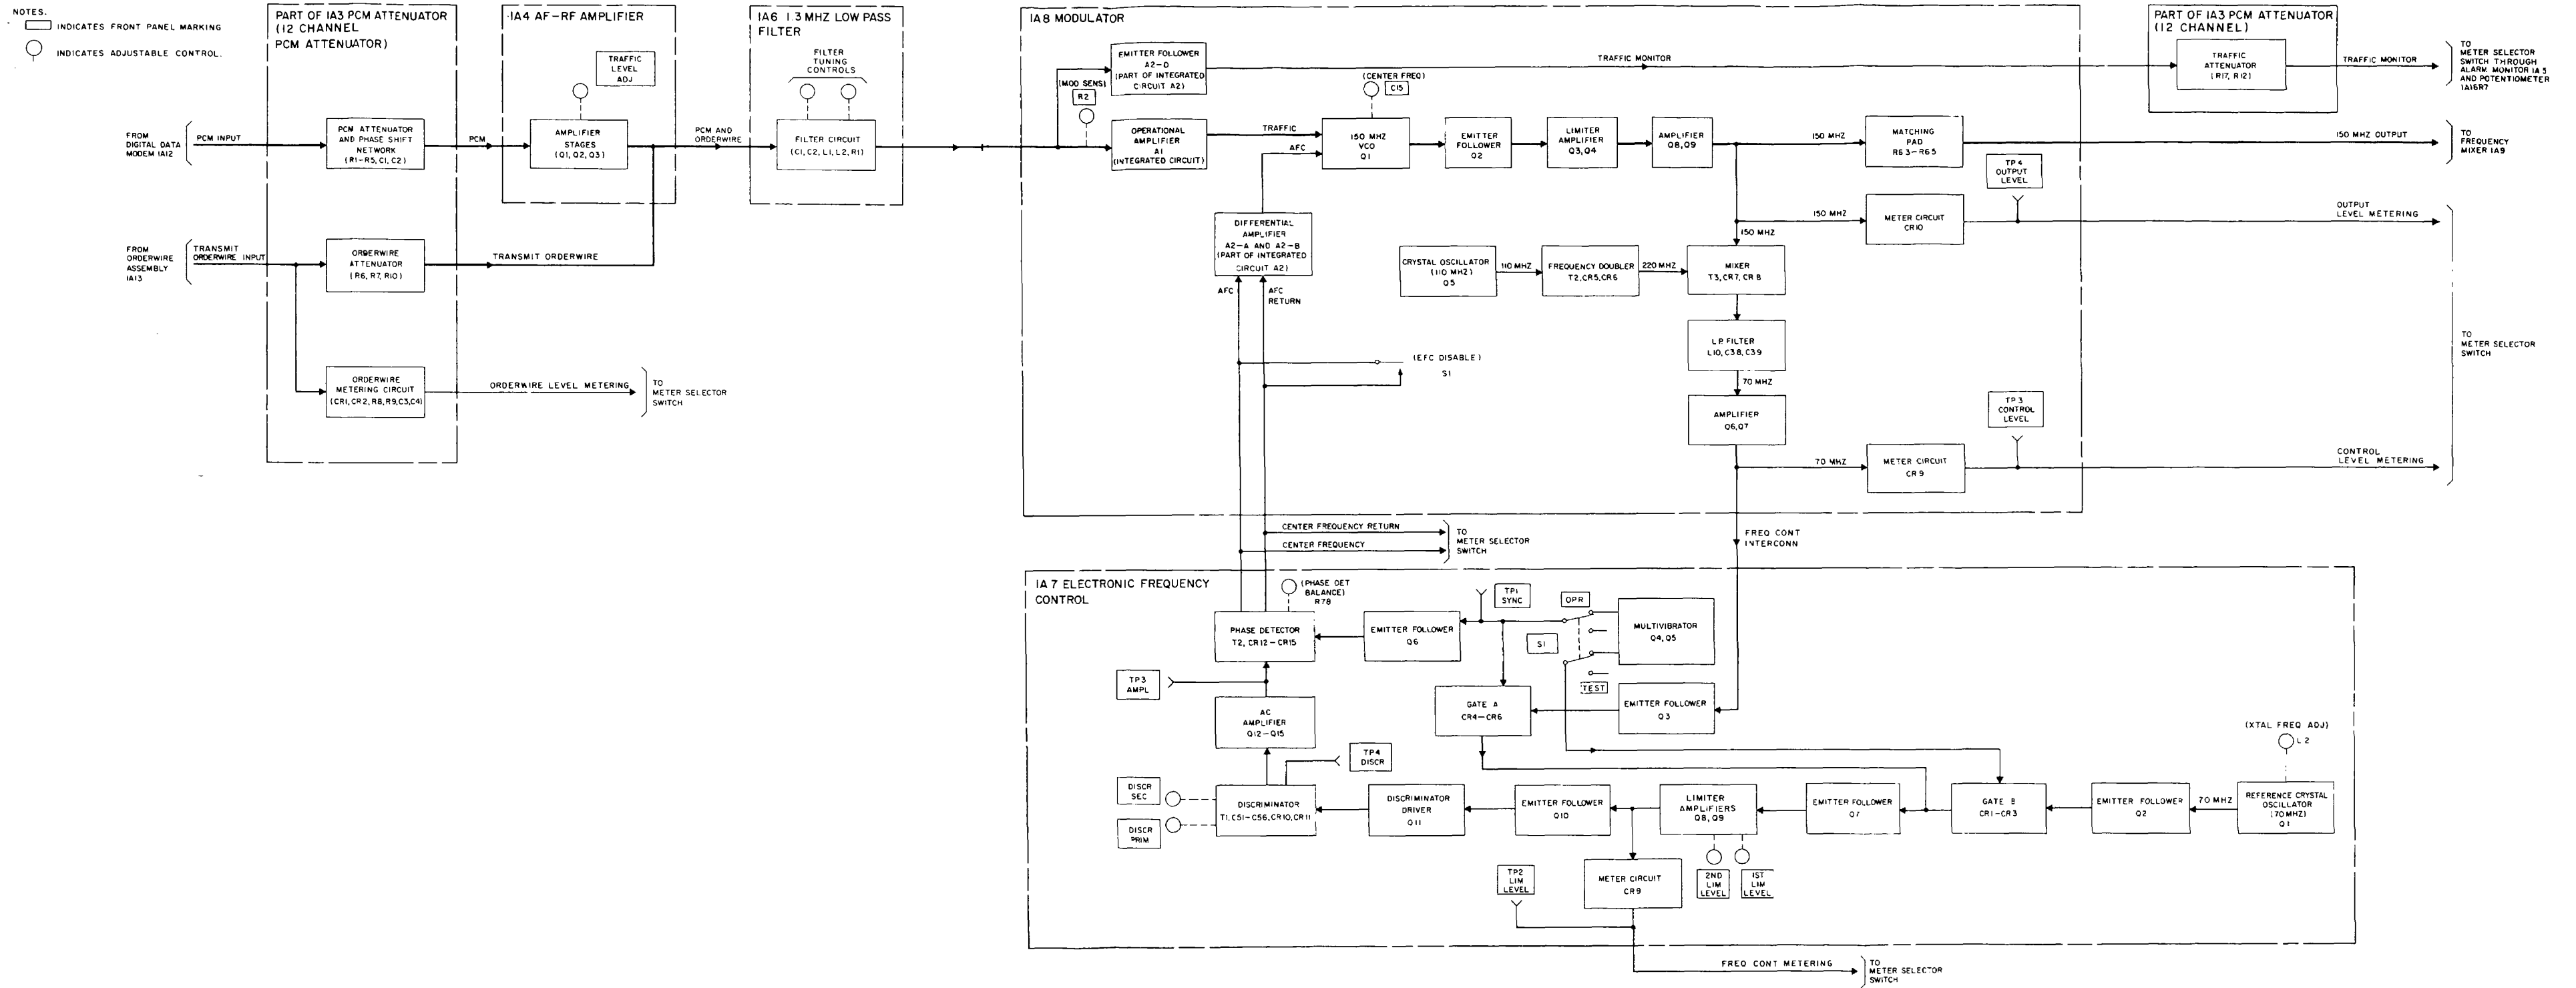 NOTES.
INDICATES FRONT PANEL MARKING
INDICATES ADJUSTABLE CONTROL.
PART OF 1A3 PCM ATTENUATOR
(12 CHANNEL
PCM ATTENUATOR)
FROM
DIGITAL DATA
MODEM 1A12
PCM INPUT
PCM ATTENUATOR
AND PHASE SHIFT
NETWORK
(R1-R5, C1, C2)
PCM
FROM
ORDERWIRE
ASSEMBLY
1A13
TRANSMIT
ORDERWIRE INPUT
ORDERWIRE
ATTENUATOR
(R6, R7, R10)
TRANSMIT ORDERWIRE
ORDERWIRE
METERING CIRCUIT
(CR1, CR2, R8, R9, C3, C4)
ORDERWIRE LEVEL METERING
TO
METER SELECTOR
SWITCH
1A4 AF-RF AMPLIFIER
TRAFFIC
LEVEL
ADJ
AMPLIFIER
STAGES
(Q1, Q2, Q3)
PCM AND
ORDERWIRE
1A6 1.3 MHZ LOW PASS
FILTER
FILTER
TUNING
CONTROLS
FILTER CIRCUIT
(C1, C2, L1, L2, R1)
1A8 MODULATOR
EMITTER FOLLOWER
A2-D
(PART OF INTEGRATED
CIRCUIT A2)
TRAFFIC MONITOR
(MOD SENS)
R2
OPERATIONAL
AMPLIFIER
A1
(INTEGRATED CIRCUIT)
TRAFFIC
AFC
(CENTER FREQ)
C15
150 MHZ
VCO
Q1
EMITTER
FOLLOWER
Q2
LIMITER
AMPLIFIER
Q3, Q4
AMPLIFIER
Q8, Q9
150 MHZ
MATCHING
PAD
R63-R65
150 MHZ OUTPUT
TO
FREQUENCY
MIXER 1A9
TP4
OUTPUT
LEVEL
150 MHZ
METER CIRCUIT
CR10
OUTPUT
LEVEL METERING
150 MHZ
DIFFERENTIAL
AMPLIFIER
A2-A AND A2-B
(PART OF INTEGRATED
CIRCUIT A2)
AFC
AFC
RETURN
CRYSTAL OSCILLATOR
(110 MHZ)
Q5
110 MHZ
FREQUENCY DOUBLER
T2, CR5, CR6
220 MHZ
MIXER
T3, CR7, CR8
L.P. FILTER
L10, C38, C39
70 MHZ
(EFC DISABLE)
S1
AMPLIFIER
Q6, Q7
70 MHZ
METER CIRCUIT
CR9
TP3
CONTROL
LEVEL
CONTROL
LEVEL METERING
TO
METER SELECTOR
SWITCH
PART OF 1A3 PCM ATTENUATOR
(12 CHANNEL)
TRAFFIC
ATTENUATOR
(R17, R12)
TRAFFIC MONITOR
TO
METER SELECTOR
SWITCH THROUGH
ALARM MONITOR 1A5
AND POTENTIOMETER
1A16R7
CENTER FREQUENCY RETURN
CENTER FREQUENCY
TO
METER SELECTOR
SWITCH
FREQ CONT
INTERCONN
1A7 ELECTRONIC FREQUENCY
CONTROL
(PHASE DET
BALANCE)
R78
PHASE DETECTOR
T2, CR12-CR15
EMITTER FOLLOWER
Q6
TP1
SYNC
OPR
S1
TEST
MULTIVIBRATOR
Q4, Q5
TP3
AMPL
AC
AMPLIFIER
Q12-Q15
GATE A
CR4-CR6
EMITTER FOLLOWER
Q3
TP4
DISCR
(XTAL FREQ ADJ)
L2
DISCR
SEC
DISCR
PRIM
DISCRIMINATOR
T1, C51-C56, CR10, CR11
DISCRIMINATOR
DRIVER
Q11
EMITTER FOLLOWER
Q10
LIMITER
AMPLIFIERS
Q8, Q9
EMITTER FOLLOWER
Q7
GATE B
CR1-CR3
EMITTER FOLLOWER
Q2
70 MHZ
REFERENCE CRYSTAL
OSCILLATOR
(70 MHZ)
Q1
TP2
LIM
LEVEL
METER CIRCUIT
CR9
2ND
LIM
LEVEL
1ST
LIM
LEVEL
FREQ CONT METERING
TO
METER SELECTOR
SWITCH